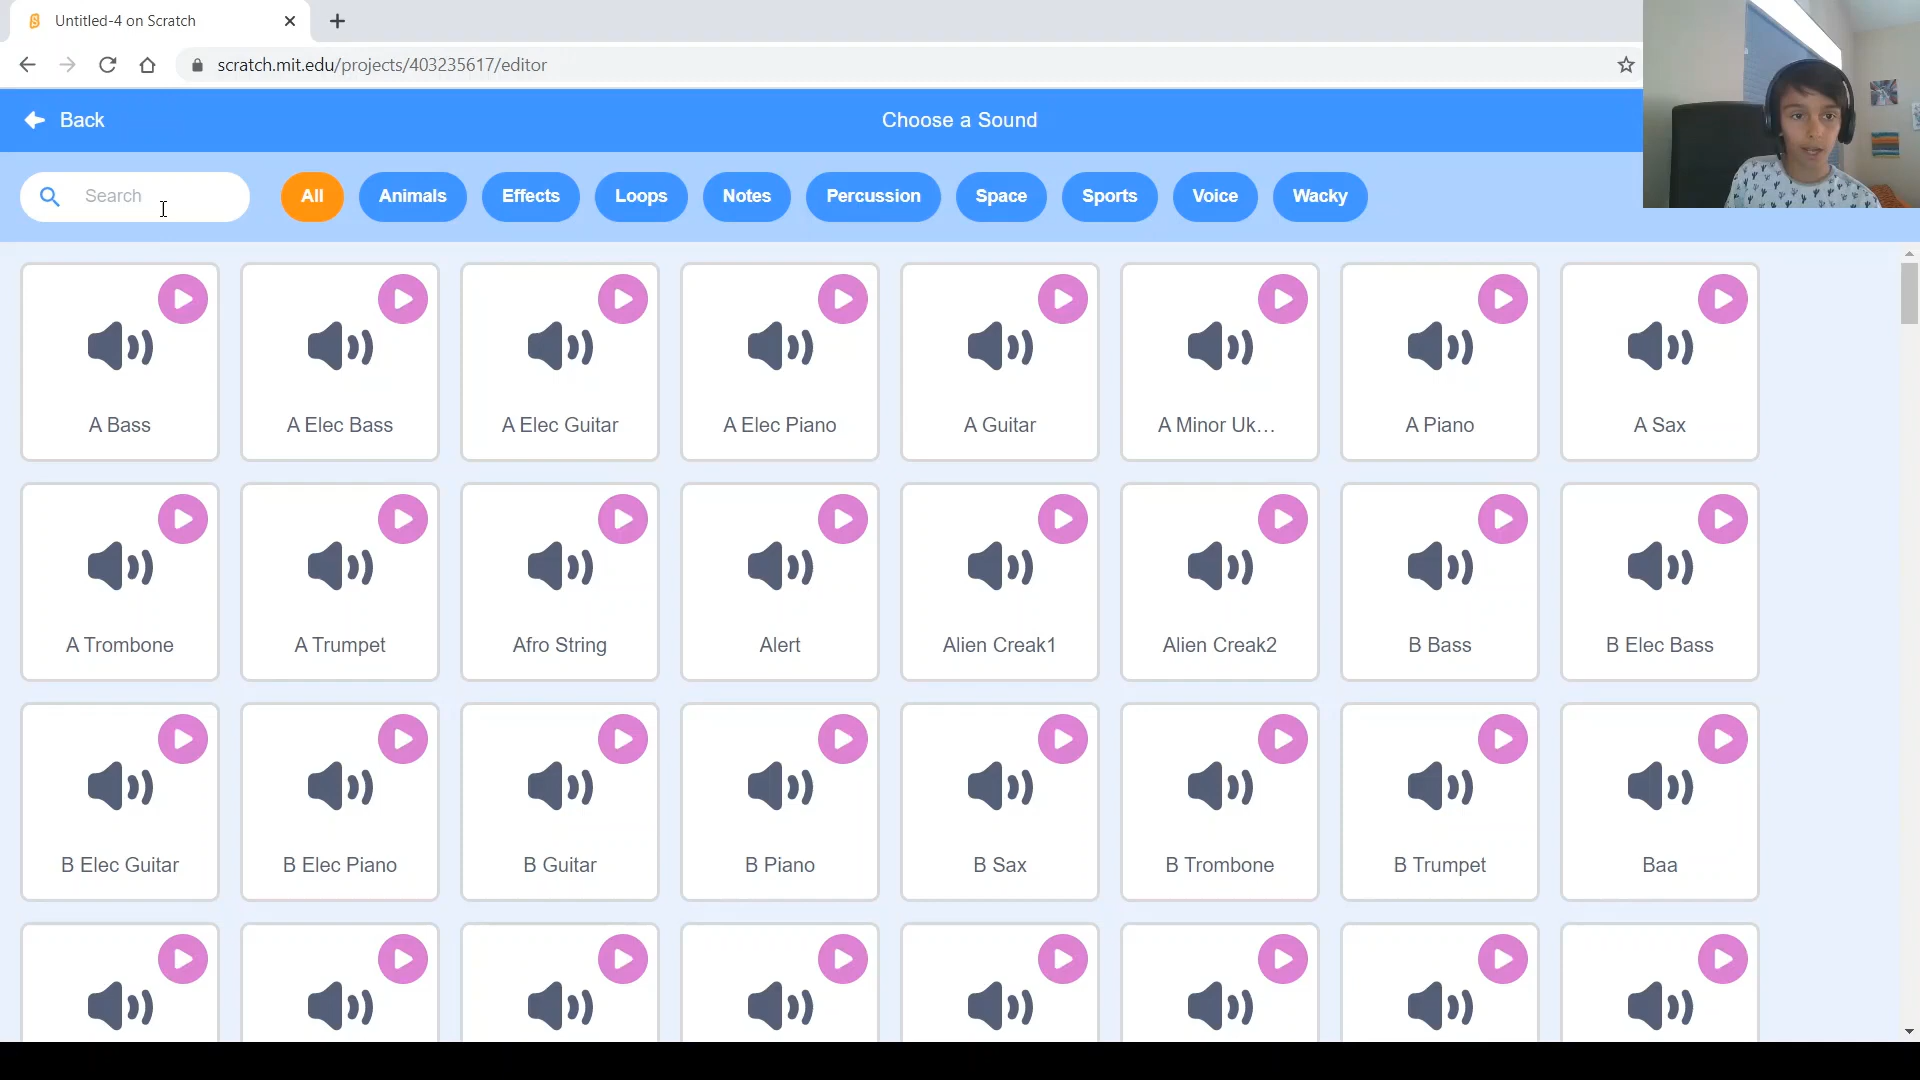 Untitled-4 on Scratch
scratch.mit.edu/projects/403235617/editor
Back
Choose a Sound
Search
All
Animals
Effects
Loops
Notes
Percussion
Space
Sports
Voice
Wacky
A Bass
A Elec Bass
A Elec Guitar
A Elec Piano
A Guitar
A Minor Uk...
A Piano
A Sax
A Trombone
A Trumpet
Afro String
Alert
Alien Creak1
Alien Creak2
B Bass
B Elec Bass
B Elec Guitar
B Elec Piano
B Guitar
B Piano
B Sax
B Trombone
B Trumpet
Baa